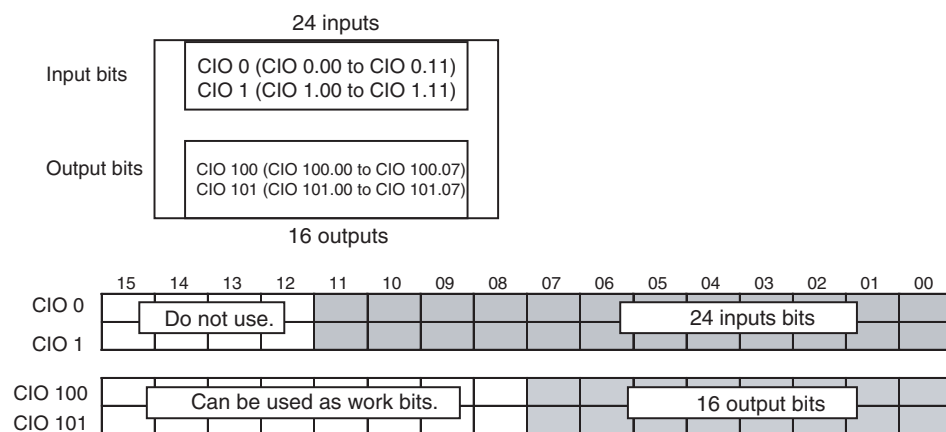 24 inputs
Input bits
CIO 0 (CIO 0.00 to CIO 0.11)
CIO 1 (CIO 1.00 to CIO 1.11)
Output bits
CIO 100 (CIO 100.00 to CIO 100.07)
CIO 101 (CIO 101.00 to CIO 101.07)
16 outputs
15 14 13 12 11 10 09 08 07 06 05 04 03 02 01 00
CIO 0
Do not use.
24 inputs bits
CIO 1
CIO 100
Can be used as work bits.
16 output bits
CIO 101